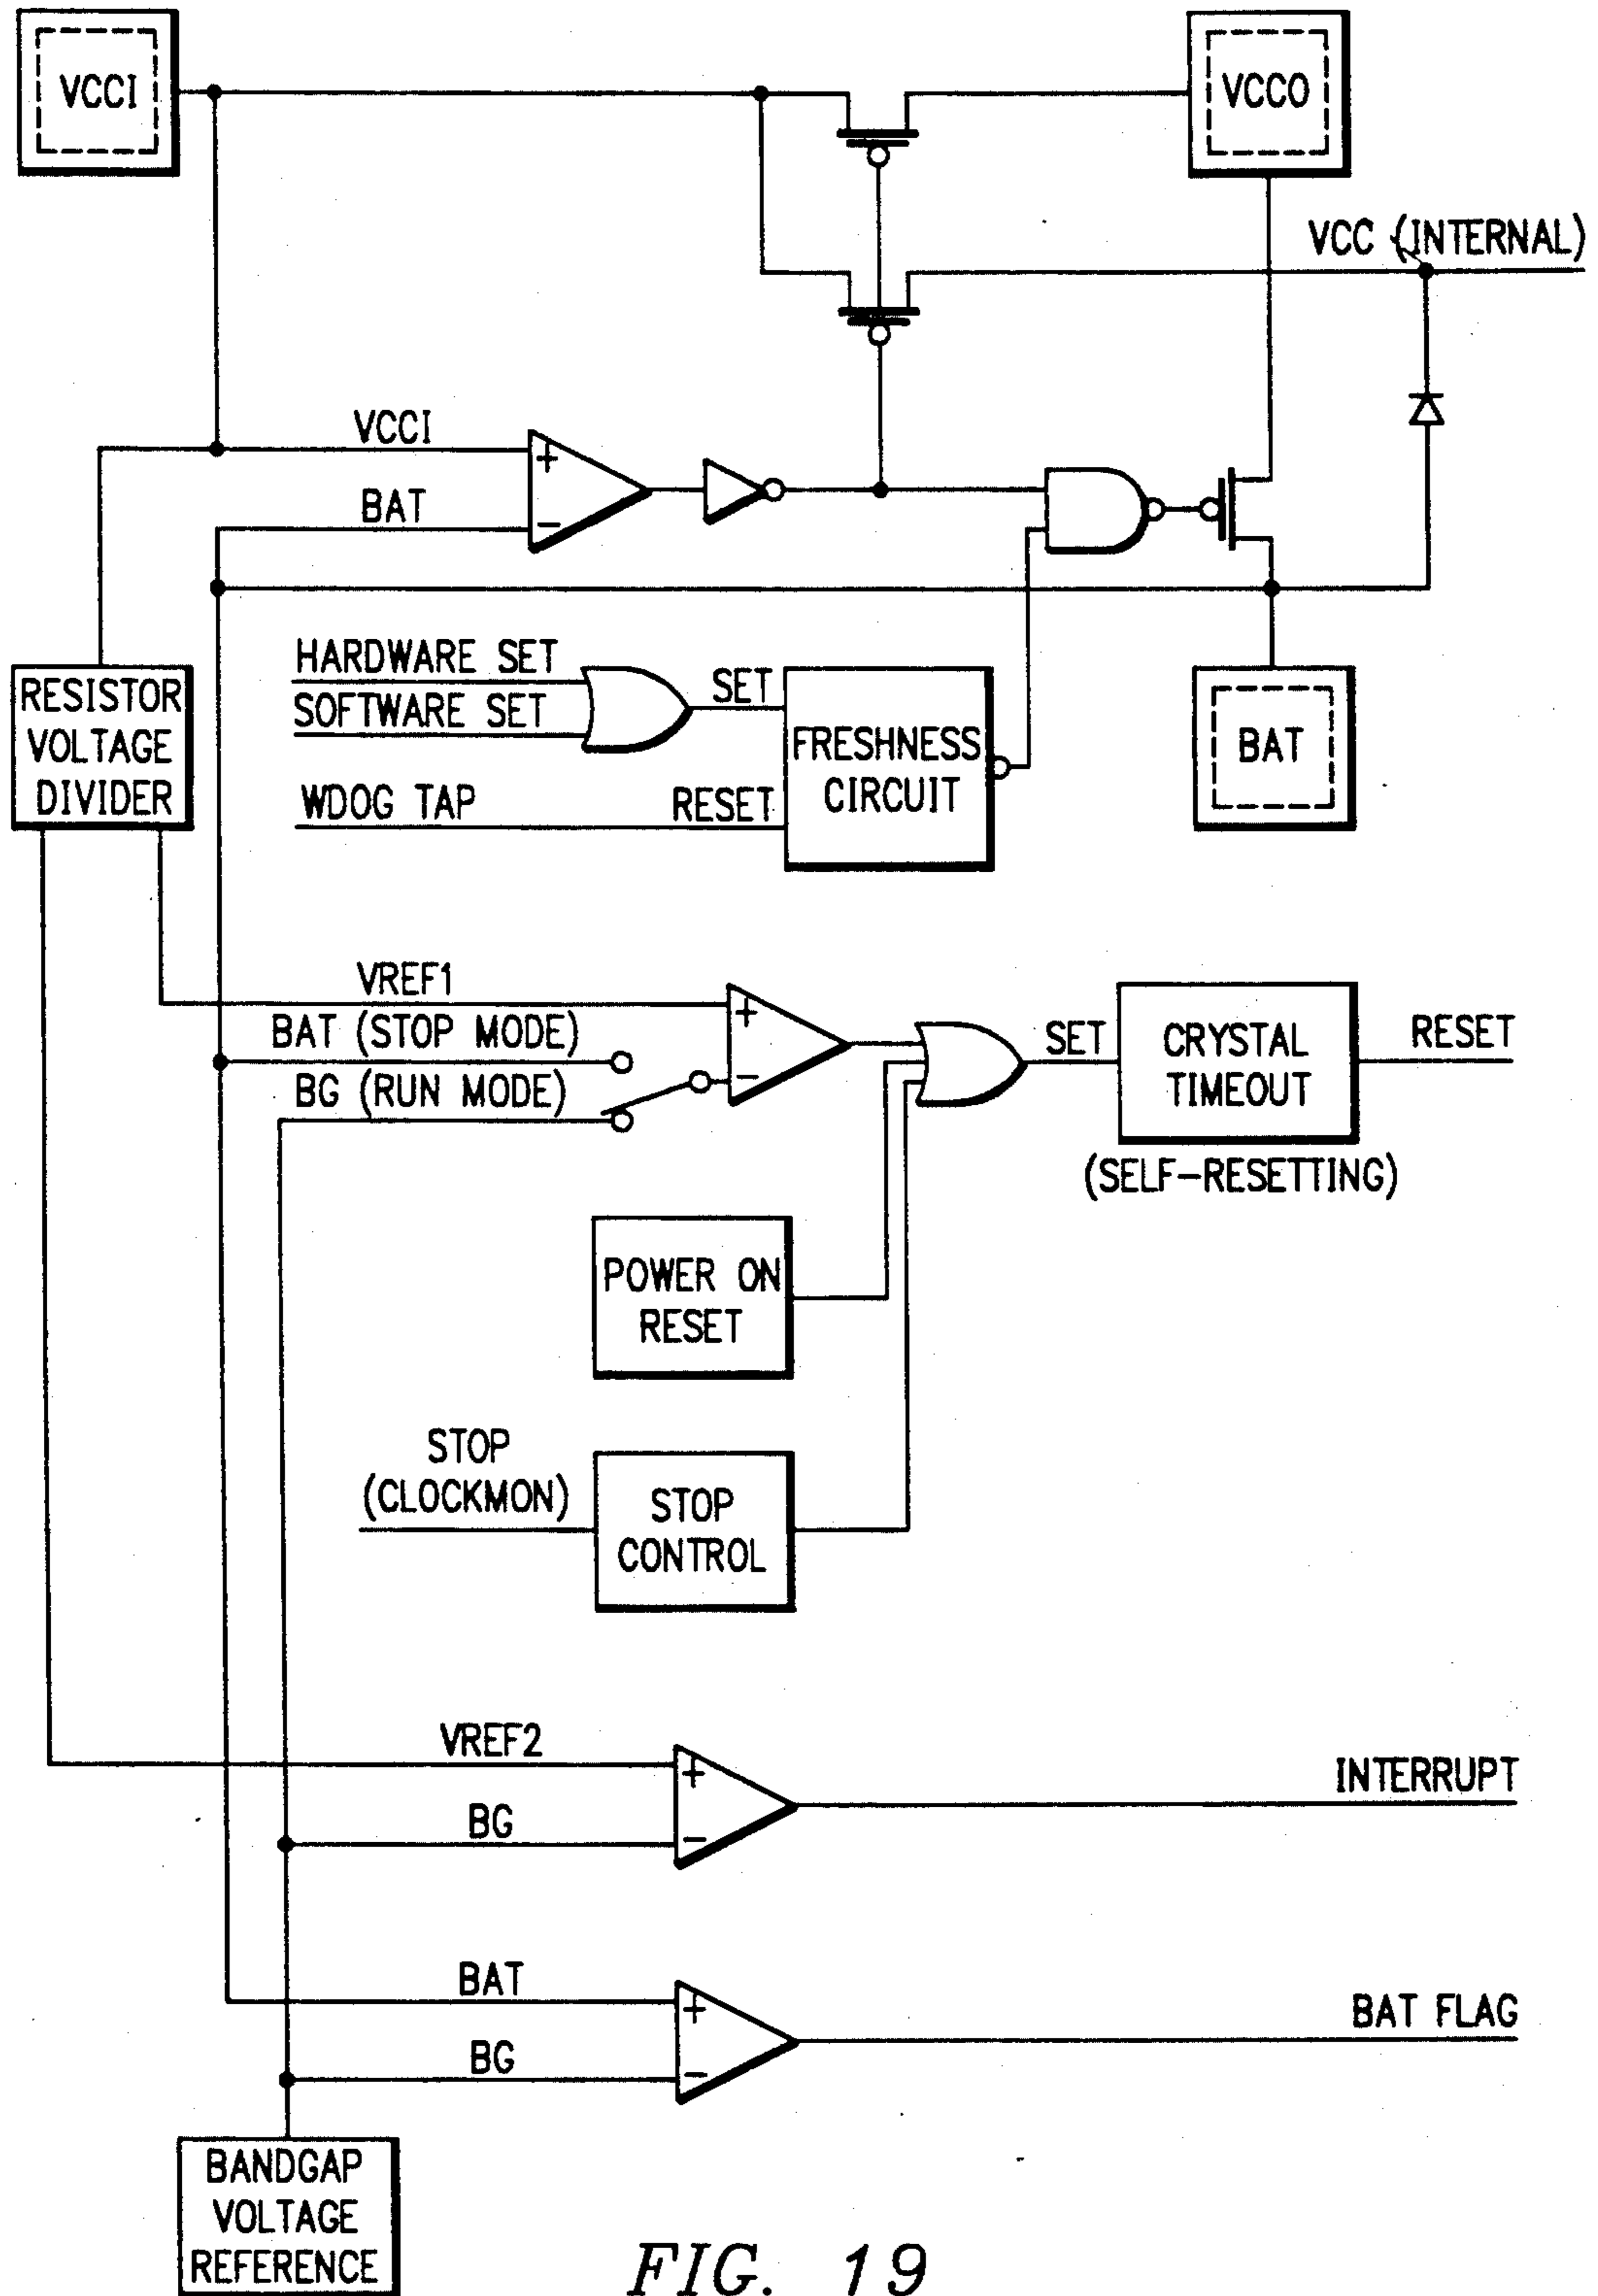 VCCI
VCCO
VCC (INTERNAL)
VCCI
+
BAT
−
HARDWARE SET
SOFTWARE SET
SET
RESISTOR
VOLTAGE
DIVIDER
FRESHNESS
CIRCUIT
BAT
WDOG TAP
RESET
VREF1
+
BAT (STOP MODE)
BG (RUN MODE)
−
SET
CRYSTAL
TIMEOUT
RESET
(SELF-RESETTING)
POWER ON
RESET
STOP
(CLOCKMON)
STOP
CONTROL
VREF2
+
INTERRUPT
BG
−
BAT
+
BAT FLAG
BG
−
BANDGAP
VOLTAGE
REFERENCE
FIG. 19